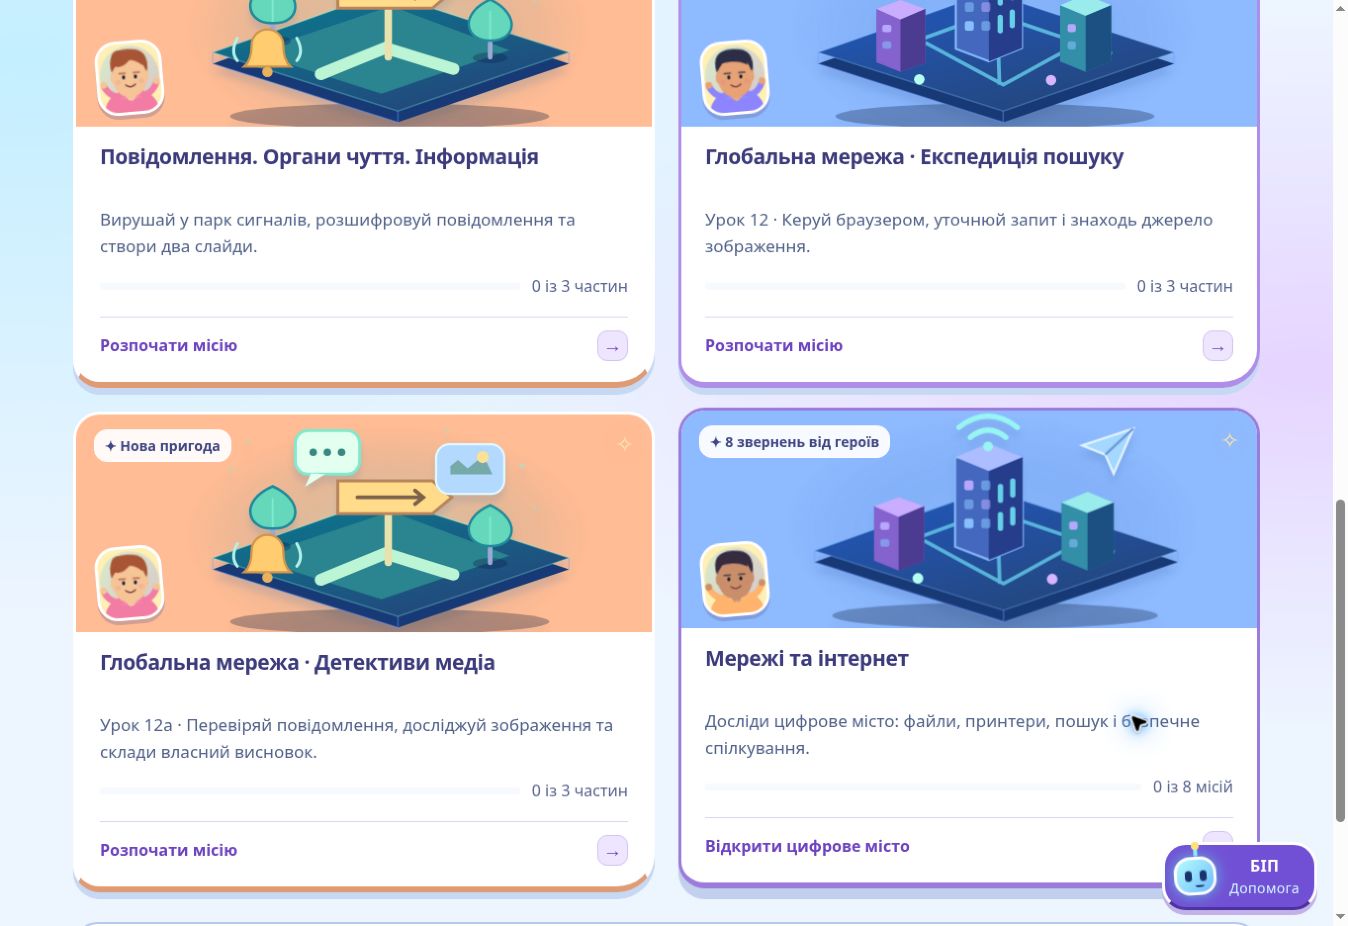 Повідомлення. Органи чуття. Інформація
Вирушай у парк сигналів, розшифровуй повідомлення та
створи два слайди.
0 із 3 частин
Розпочати місію
→
Глобальна мережа · Експедиція пошуку
Урок 12 · Керуй браузером, уточнюй запит і знаходь джерело
зображення.
0 із 3 частин
Розпочати місію
→
✦ Нова пригода
Глобальна мережа · Детективи медіа
Урок 12а · Перевіряй повідомлення, досліджуй зображення та
склади власний висновок.
0 із 3 частин
Розпочати місію
→
✦ 8 звернень від героїв
Мережі та інтернет
Досліди цифрове місто: файли, принтери, пошук і безпечне
спілкування.
0 із 8 місій
Відкрити цифрове місто
БІП
Допомога